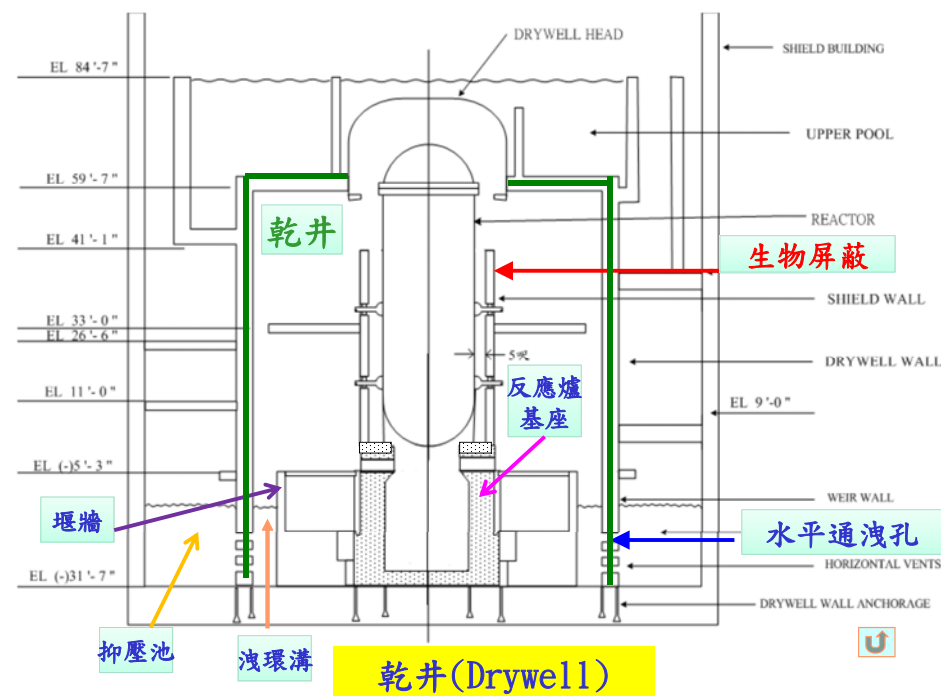 DRYWELL HEAD
SHIELD BUILDING
EL 84'-7"
UPPER POOL
EL 59'-7"
乾井
REACTOR
EL 41'-1"
生物屏蔽
SHIELD WALL
EL 33'-0"
EL 26'-6"
5呎
DRYWELL WALL
反應爐
基座
EL 11'-0"
EL 9'-0"
EL (-)5'-3"
WEIR WALL
堰牆
水平通洩孔
HORIZONTAL VENTS
EL (-)31'-7"
DRYWELL WALL ANCHORAGE
抑壓池
洩環溝
乾井(Drywell)